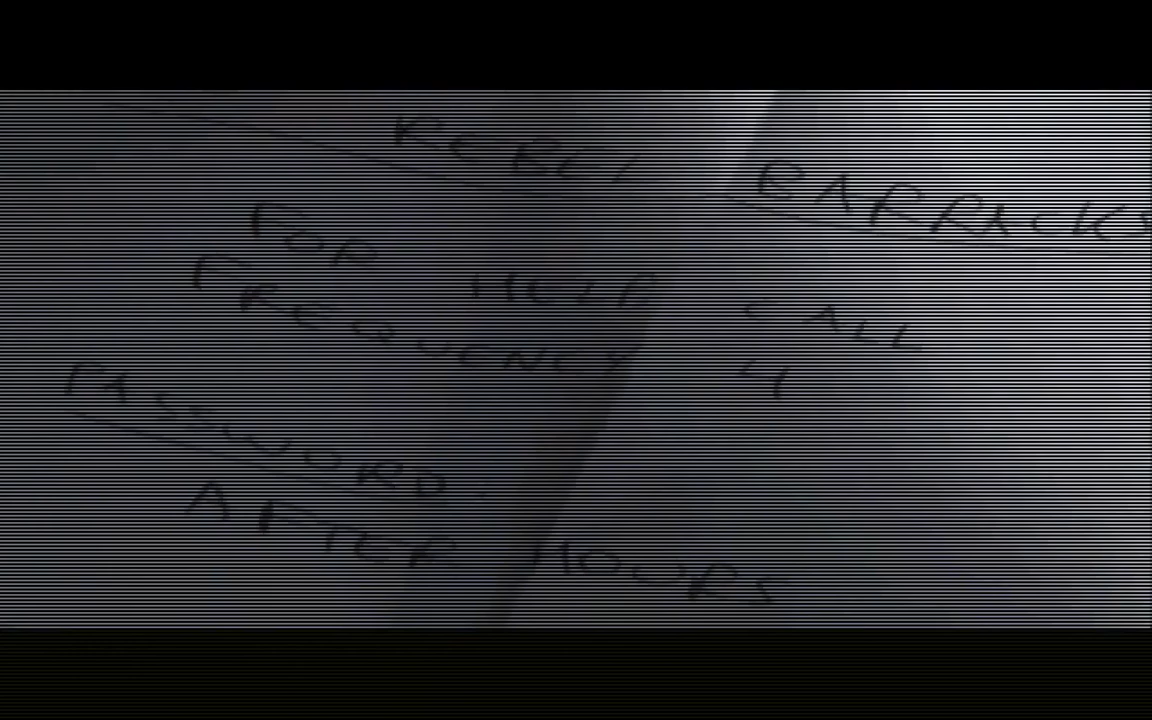 REBEL BARRACKS
FOR HELP CALL
FREQUENCY 4
PASSWORD.
AFTER HOURS